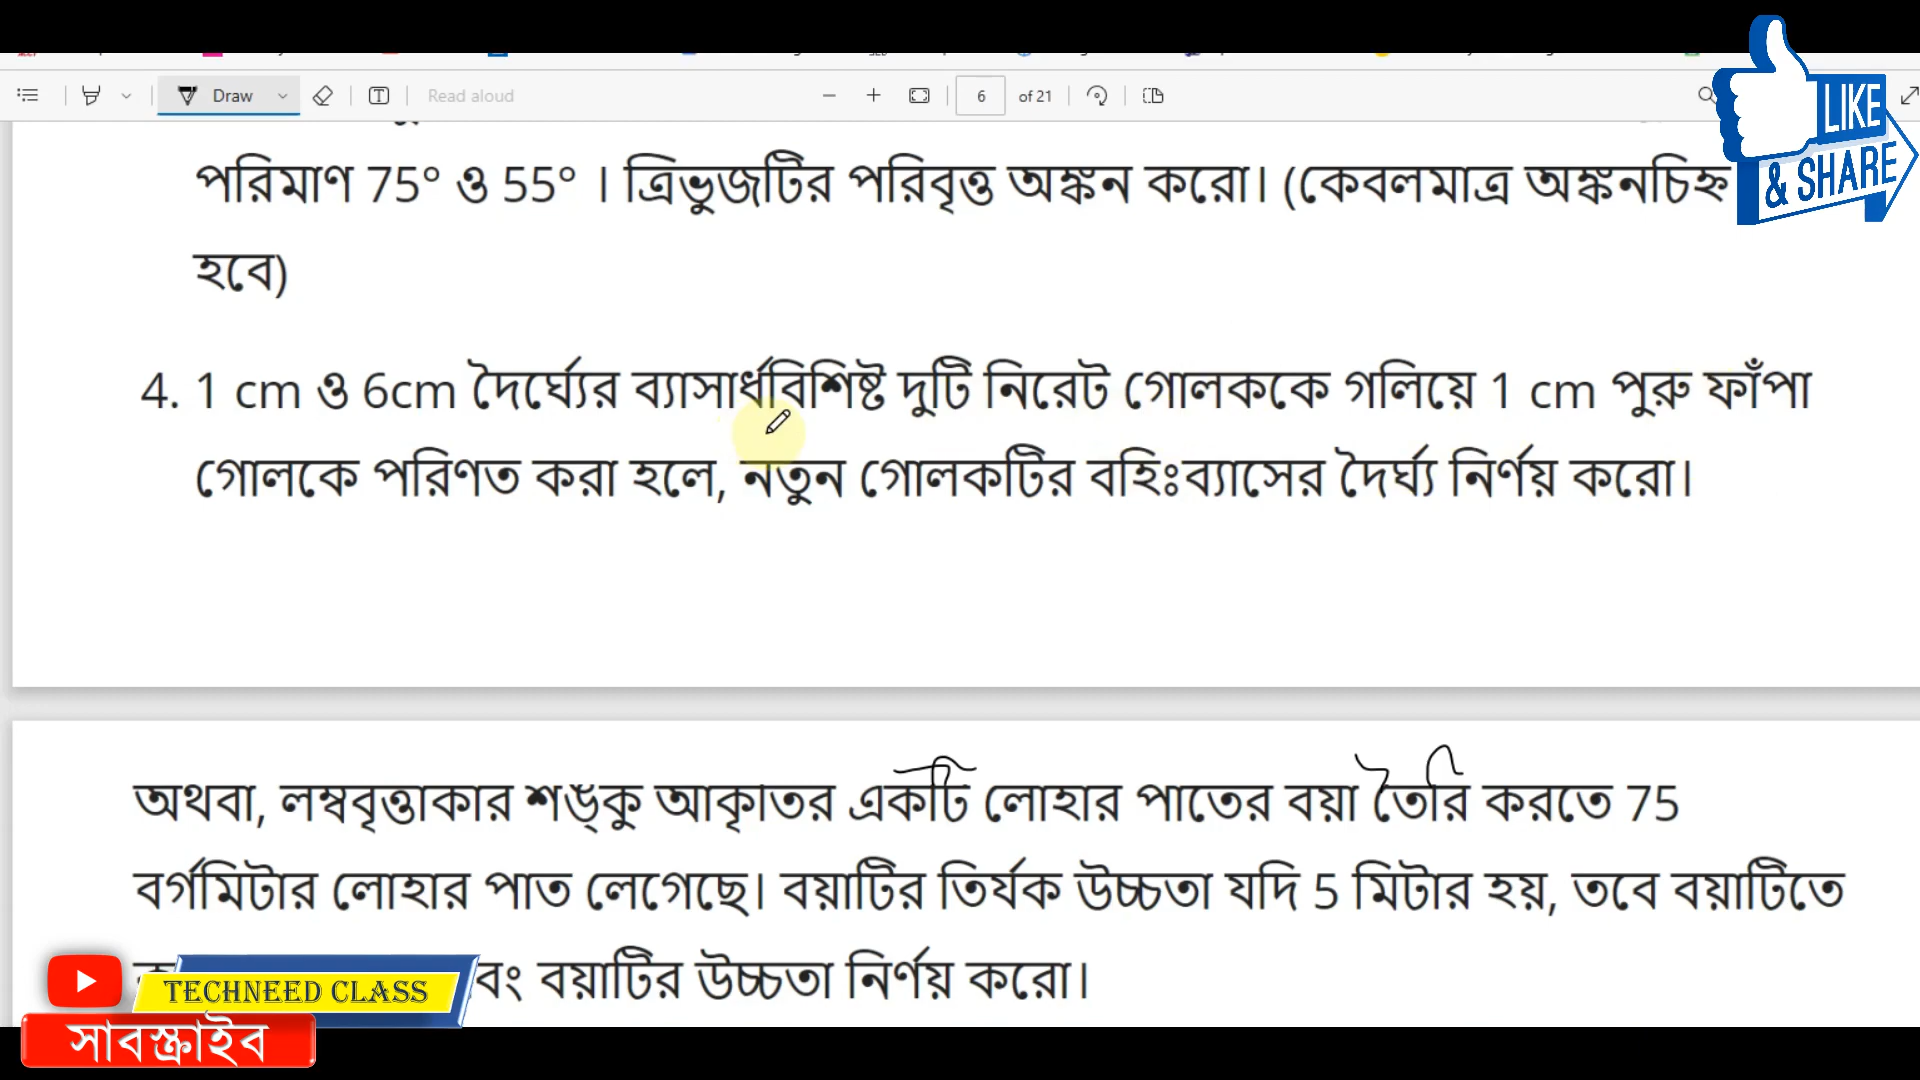 Draw
Read aloud
6 of 21
LIKE
& SHARE
পরিমাণ 75° ও 55° । ত্রিভুজটির পরিবৃত্ত অঙ্কন করো। (কেবলমাত্র অঙ্কনচিহ্ন
হবে)
4. 1 cm ও 6cm দৈর্ঘ্যের ব্যাসার্ধবিশিষ্ট দুটি নিরেট গোলককে গলিয়ে 1 cm পুরু ফাঁপা
গোলকে পরিণত করা হলে, নতুন গোলকটির বহিঃব্যাসের দৈর্ঘ্য নির্ণয় করো।
অথবা, লম্ববৃত্তাকার শঙ্কু আকৃাতর একটি লোহার পাতের বয়া তৈরি করতে 75
বর্গমিটার লোহার পাত লেগেছে। বয়াটির তির্যক উচ্চতা যদি 5 মিটার হয়, তবে বয়াটিতে
বং বয়াটির উচ্চতা নির্ণয় করো।
TECHNEED CLASS
সাবস্ক্রাইব